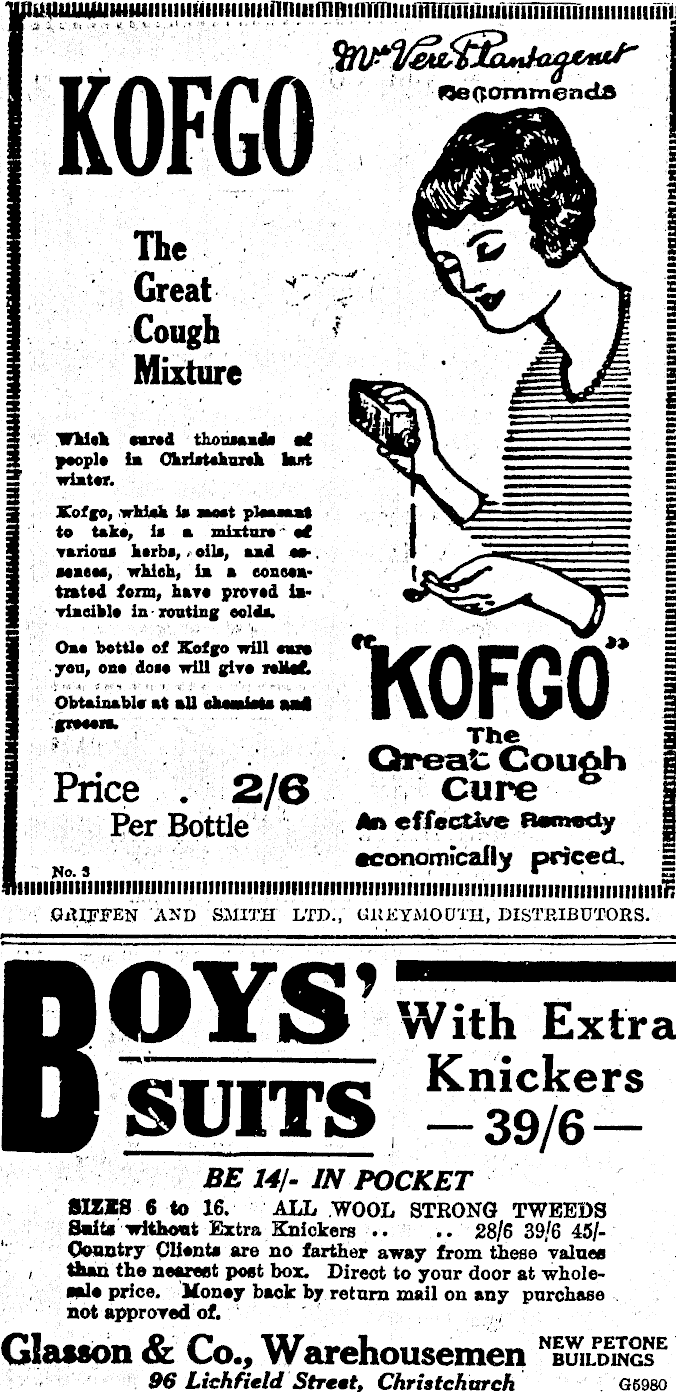 KOFGO
The
Great
Cough
Mixture
Which cured thousands of
people in Christchurch last
winter.
Kofgo, which is most pleasant
to take, is a mixture of
various herbs, oils, and es-
sences, which, in a concen-
trated form, have proved in-
vincible in routing colds.
One bottle of Kofgo will cure
you, one dose will give relief.
Obtainable at all chemists and
grocers.
Price . 2/6
Per Bottle
No. 3
Mrs Vere Plantagenet
Recommends
"KOFGO"
The
Great Cough
Cure
An effective Remedy
economically priced.
GRIFFEN AND SMITH LTD., GREYMOUTH, DISTRIBUTORS.
BOYS'
SUITS
With Extra
Knickers
— 39/6 —
BE 14/- IN POCKET
SIZES 6 to 16. ALL WOOL STRONG TWEEDS
Suits without Extra Knickers .. .. 28/6 39/6 45/-
Country Clients are no farther away from these values
than the nearest post box. Direct to your door at whole-
sale price. Money back by return mail on any purchase
not approved of.
Glasson & Co., Warehousemen
NEW PETONE
BUILDINGS
96 Lichfield Street, Christchurch
G5980